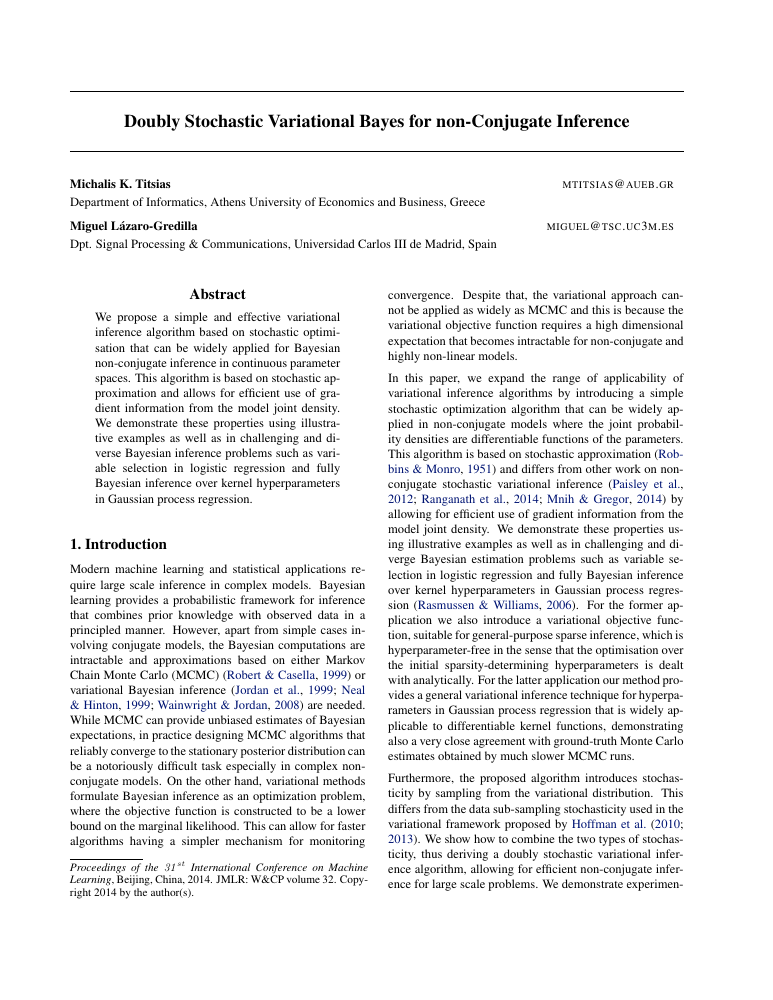 Doubly Stochastic Variational Bayes for non-Conjugate Inference
Michalis K. Titsias
MTITSIAS@AUEB.GR
Department of Informatics, Athens University of Economics and Business, Greece
Miguel Lázaro-Gredilla
MIGUEL@TSC.UC3M.ES
Dpt. Signal Processing & Communications, Universidad Carlos III de Madrid, Spain
Abstract
We propose a simple and effective variational
inference algorithm based on stochastic optimi-
sation that can be widely applied for Bayesian
non-conjugate inference in continuous parameter
spaces. This algorithm is based on stochastic ap-
proximation and allows for efficient use of gra-
dient information from the model joint density.
We demonstrate these properties using illustra-
tive examples as well as in challenging and di-
verse Bayesian inference problems such as vari-
able selection in logistic regression and fully
Bayesian inference over kernel hyperparameters
in Gaussian process regression.
1. Introduction
Modern machine learning and statistical applications re-
quire large scale inference in complex models. Bayesian
learning provides a probabilistic framework for inference
that combines prior knowledge with observed data in a
principled manner. However, apart from simple cases in-
volving conjugate models, the Bayesian computations are
intractable and approximations based on either Markov
Chain Monte Carlo (MCMC) (Robert & Casella, 1999) or
variational Bayesian inference (Jordan et al., 1999; Neal
& Hinton, 1999; Wainwright & Jordan, 2008) are needed.
While MCMC can provide unbiased estimates of Bayesian
expectations, in practice designing MCMC algorithms that
reliably converge to the stationary posterior distribution can
be a notoriously difficult task especially in complex non-
conjugate models. On the other hand, variational methods
formulate Bayesian inference as an optimization problem,
where the objective function is constructed to be a lower
bound on the marginal likelihood. This can allow for faster
algorithms having a simpler mechanism for monitoring
Proceedings of the 31st International Conference on Machine
Learning, Beijing, China, 2014. JMLR: W&CP volume 32. Copy-
right 2014 by the author(s).
convergence. Despite that, the variational approach can-
not be applied as widely as MCMC and this is because the
variational objective function requires a high dimensional
expectation that becomes intractable for non-conjugate and
highly non-linear models.
In this paper, we expand the range of applicability of
variational inference algorithms by introducing a simple
stochastic optimization algorithm that can be widely ap-
plied in non-conjugate models where the joint probabil-
ity densities are differentiable functions of the parameters.
This algorithm is based on stochastic approximation (Rob-
bins & Monro, 1951) and differs from other work on non-
conjugate stochastic variational inference (Paisley et al.,
2012; Ranganath et al., 2014; Mnih & Gregor, 2014) by
allowing for efficient use of gradient information from the
model joint density. We demonstrate these properties us-
ing illustrative examples as well as in challenging and di-
verge Bayesian estimation problems such as variable se-
lection in logistic regression and fully Bayesian inference
over kernel hyperparameters in Gaussian process regres-
sion (Rasmussen & Williams, 2006). For the former ap-
plication we also introduce a variational objective func-
tion, suitable for general-purpose sparse inference, which is
hyperparameter-free in the sense that the optimisation over
the initial sparsity-determining hyperparameters is dealt
with analytically. For the latter application our method pro-
vides a general variational inference technique for hyperpa-
rameters in Gaussian process regression that is widely ap-
plicable to differentiable kernel functions, demonstrating
also a very close agreement with ground-truth Monte Carlo
estimates obtained by much slower MCMC runs.
Furthermore, the proposed algorithm introduces stochas-
ticity by sampling from the variational distribution. This
differs from the data sub-sampling stochasticity used in the
variational framework proposed by Hoffman et al. (2010;
2013). We show how to combine the two types of stochas-
ticity, thus deriving a doubly stochastic variational infer-
ence algorithm, allowing for efficient non-conjugate infer-
ence for large scale problems. We demonstrate experimen-